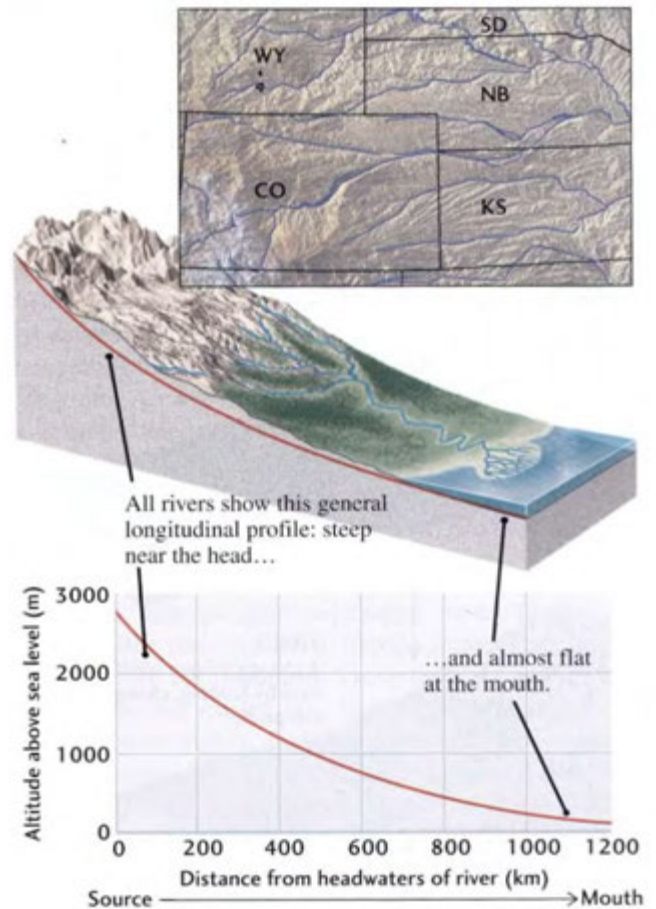 SD
WY
NB
CO
KS
All rivers show this general
longitudinal profile: steep
near the head...
...and almost flat
at the mouth.
Altitude above sea level (m)
3000
2000
1000
0
0 200 400 600 800 1000 1200
Distance from headwaters of river (km)
Source Mouth